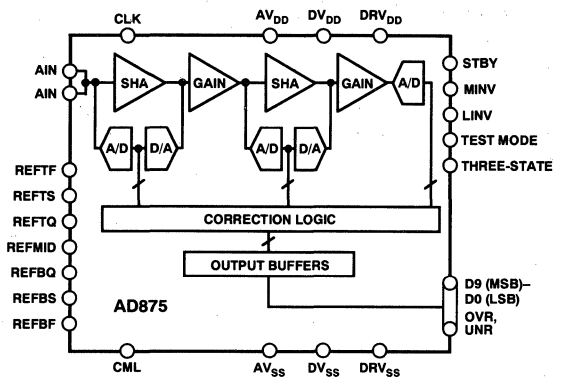 CLK AVDD DVDD DRVDD
AIN
AIN
SHA GAIN SHA GAIN A/D
A/D D/A A/D D/A
STBY
MINV
LINV
TEST MODE
THREE-STATE
REFTF
REFTS
REFTQ
REFMID
REFBQ
REFBS
REFBF
CORRECTION LOGIC
OUTPUT BUFFERS
D9 (MSB)–
D0 (LSB)
OVR,
UNR
AD875
CML AVSS DVSS DRVSS